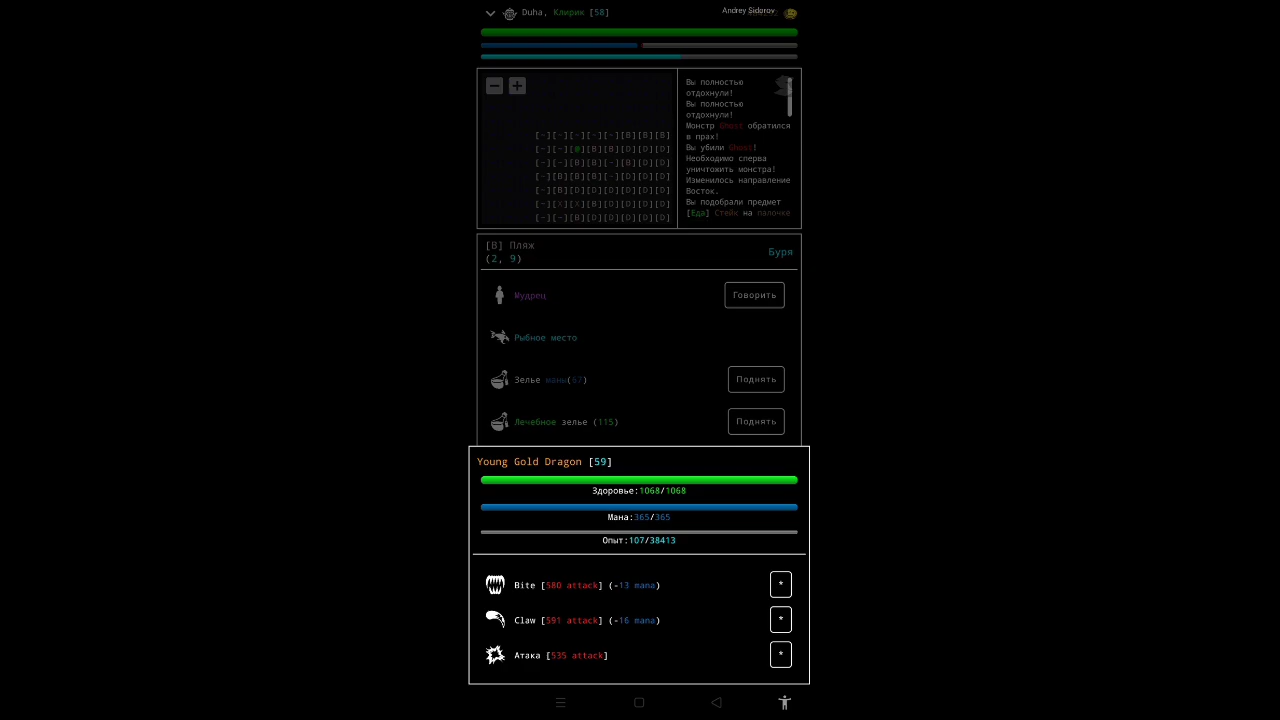 Duha, Клирик [58]
Andrey Sidorov
Вы полностью
отдохнули!
Вы полностью
отдохнули!
Монстр Ghost обратился
в прах!
Вы убили Ghost!
Необходимо сперва
уничтожить монстра!
Изменилось направление
Восток.
Вы подобрали предмет
[Еда] Стейк на палочке
[~][~][~][~][~][B][B][B]
[~][~][@][B][B][D][D][D]
[~][~][B][B][~][B][D][D]
[~][B][B][B][~][D][D][D]
[~][B][D][D][D][D][D][D]
[~][X][X][B][D][D][D][D]
[~][~][B][D][D][D][D][D]
[B] Пляж
(2, 9)
Буря
Мудрец
Говорить
Рыбное место
Зелье маны(57)
Поднять
Лечебное зелье (115)
Поднять
Young Gold Dragon [59]
Здоровье:1068/1068
Мана:365/365
Опыт:107/38413
Bite [580 attack] (-13 mana) *
Claw [591 attack] (-16 mana) *
Атака [535 attack] *